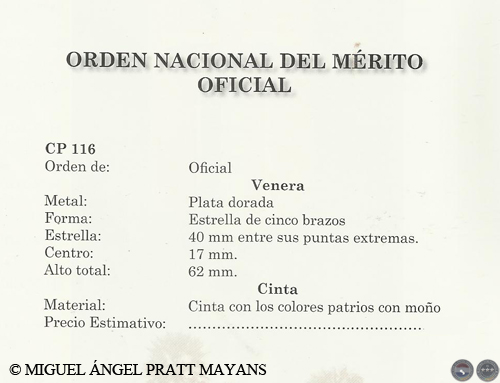 ORDEN NACIONAL DEL MÉRITO
OFICIAL
CP 116
Orden de: Oficial
Venera
Metal: Plata dorada
Forma: Estrella de cinco brazos
Estrella: 40 mm entre sus puntas extremas.
Centro: 17 mm.
Alto total: 62 mm.
Cinta
Material: Cinta con los colores patrios con moño
Precio Estimativo: ................................................
© MIGUEL ÁNGEL PRATT MAYANS